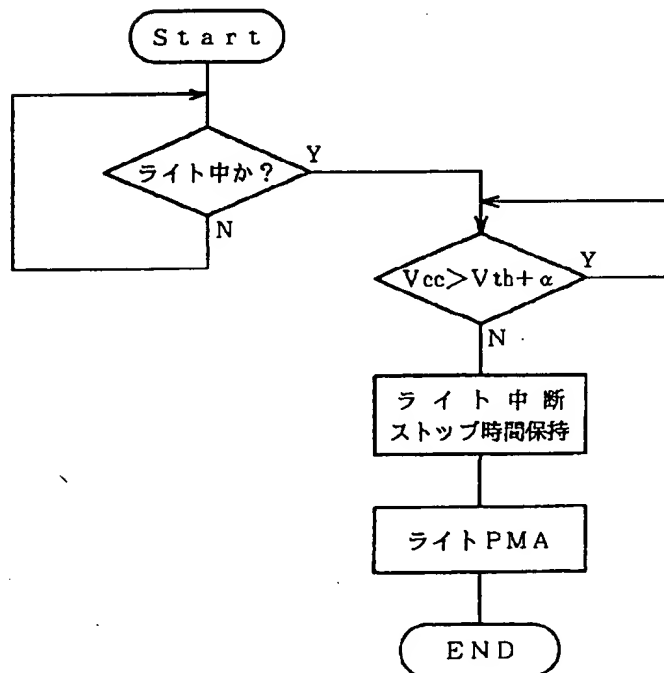 Start
ライト中か?
Y
N
Vcc>Vth+α
Y
N
ライト中断
ストップ時間保持
ライトPMA
END